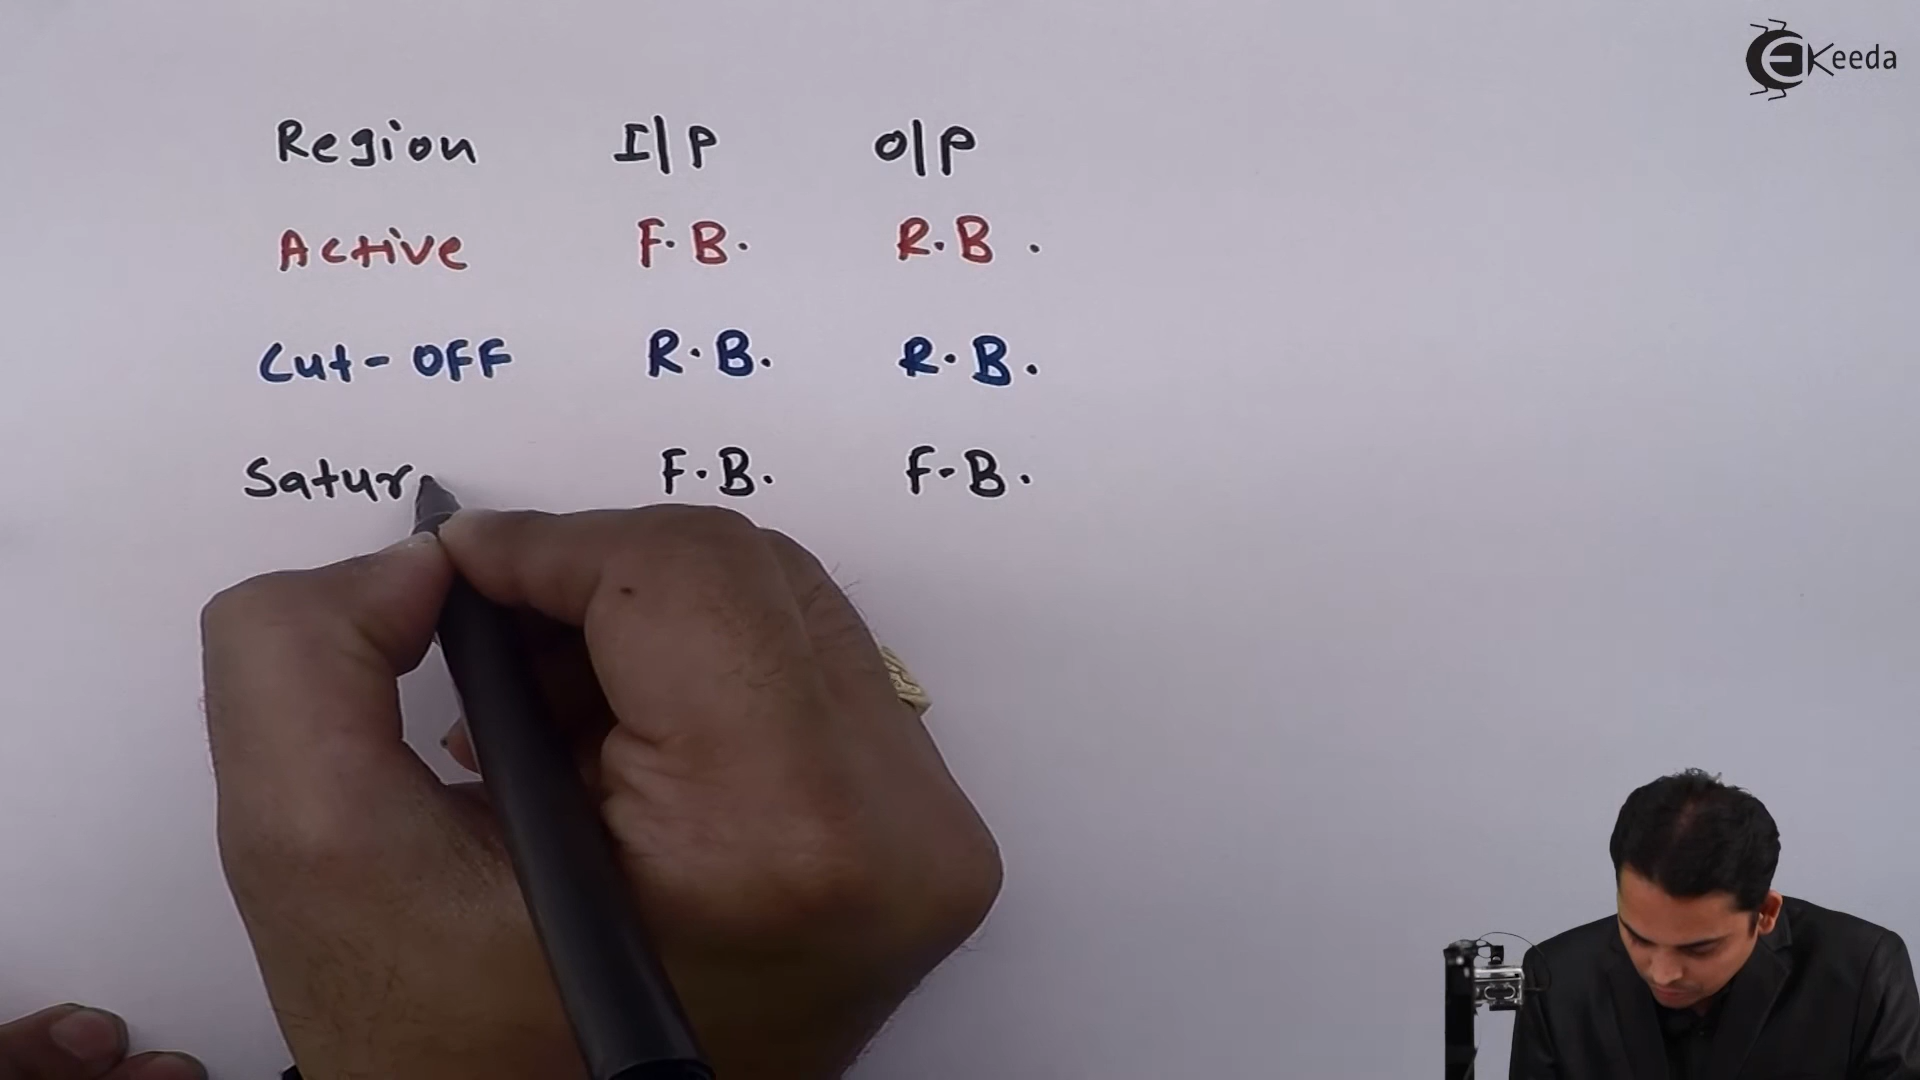 EKeeda
Region I/P O/P
Active F.B. R.B.
Cut-OFF R.B. R.B.
Satur F.B. F-B.